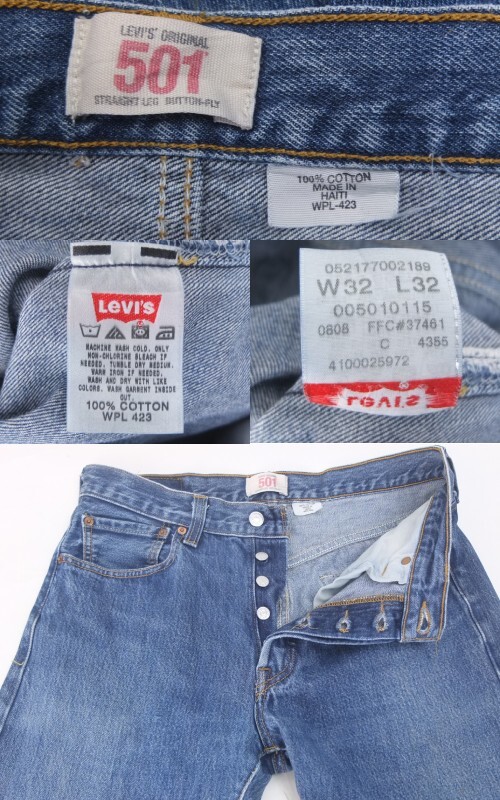 LEVI'S® ORIGINAL
501®
STRAIGHT LEG BUTTON-FLY
100% COTTON
MADE IN
HAITI
WPL-423
LEVI'S
MACHINE WASH COLD. ONLY
NON-CHLORINE BLEACH IF
NEEDED. TUMBLE DRY MEDIUM.
WARM IRON IF NEEDED.
WASH AND DRY WITH LIKE
COLORS. WASH GARMENT INSIDE
OUT.
100% COTTON
WPL 423
052177002189
W32 L32
005010115
0808 FFC#37461
C 4355
4100025972
LEVI'S
501